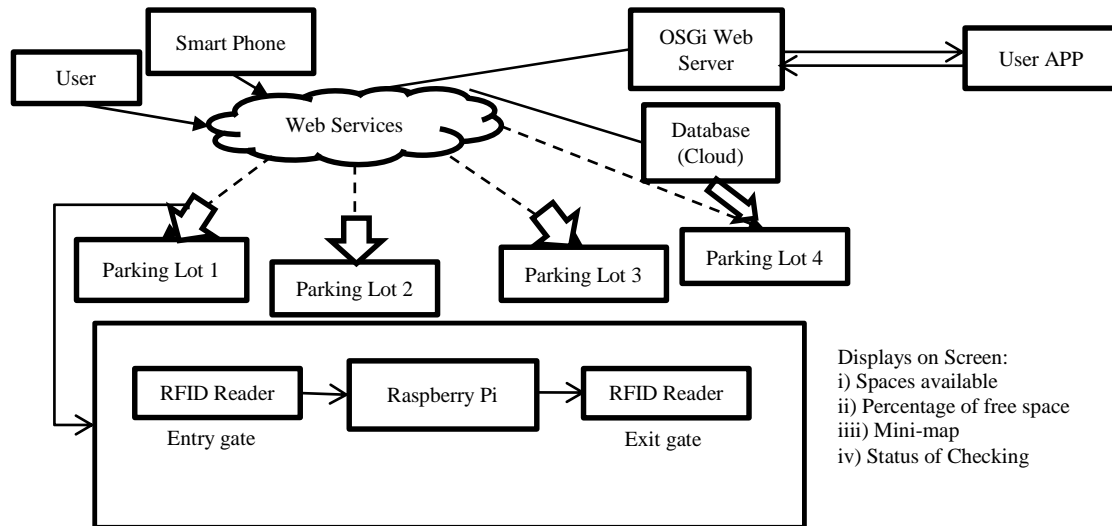 Smart Phone
User
OSGi Web
Server
User APP
Web Services
Database
(Cloud)
Parking Lot 1
Parking Lot 2
Parking Lot 3
Parking Lot 4
RFID Reader
Raspberry Pi
RFID Reader
Entry gate
Exit gate
Displays on Screen:
i) Spaces available
ii) Percentage of free space
iiii) Mini-map
iv) Status of Checking